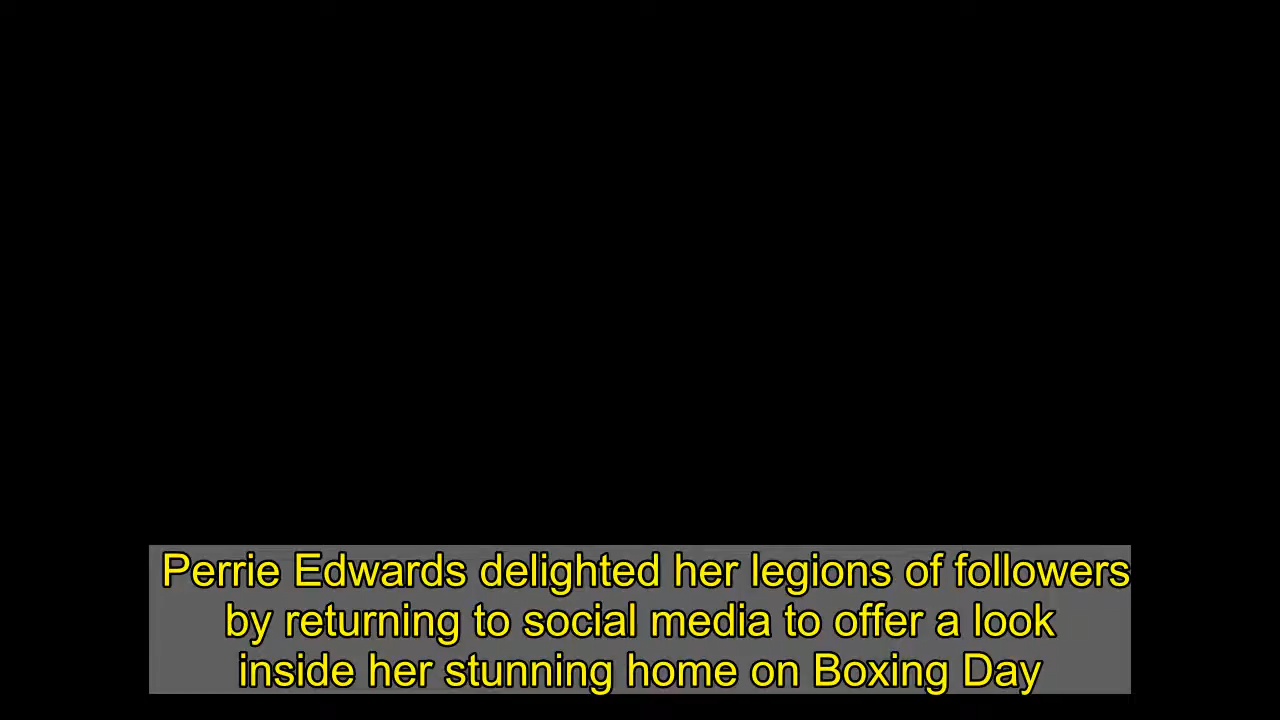 Perrie Edwards delighted her legions of followers
by returning to social media to offer a look
inside her stunning home on Boxing Day